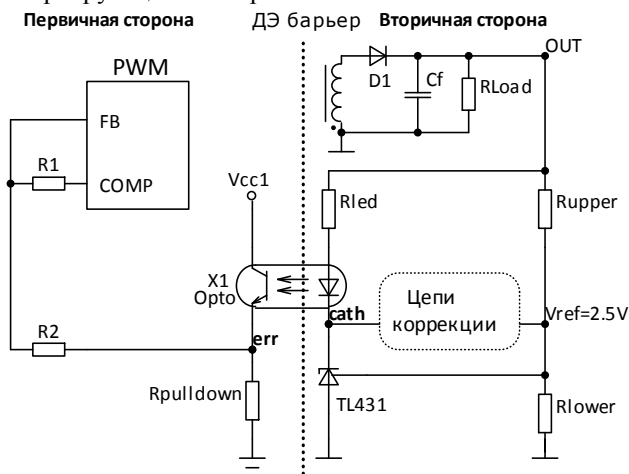 Первичная сторона
ДЭ барьер
Вторичная сторона
OUT
PWM
D1
Cf
RLoad
FB
R1
COMP
Vcc1
Rled
Rupper
X1
Opto
Цепи
коррекции
cath
Vref=2.5V
R2
err
Rpulldown
TL431
Rlower